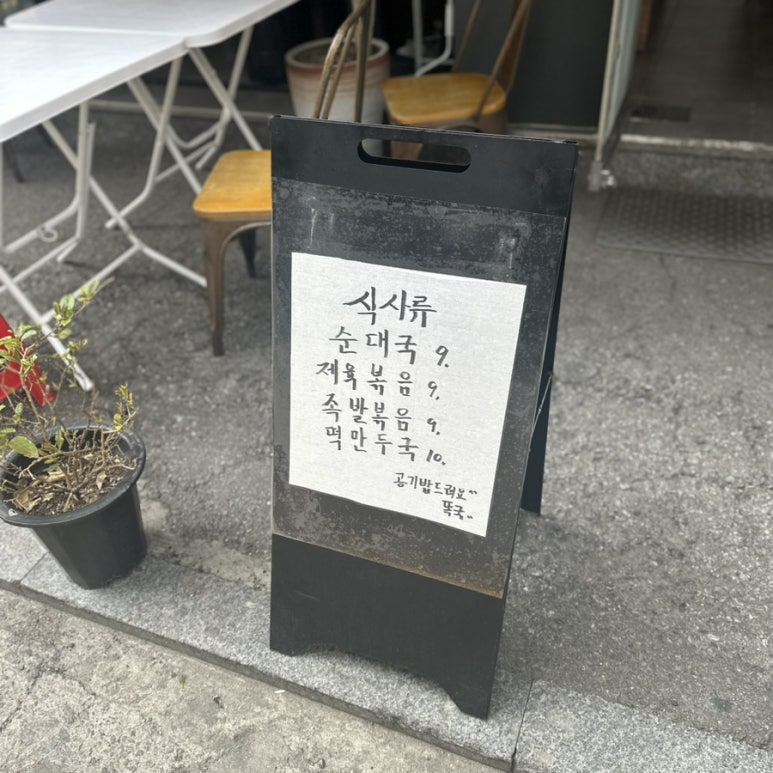 식사류
순대국 9.
제육볶음 9.
족발볶음 9.
떡만두국 10.
공기밥드려요^^
떡국..